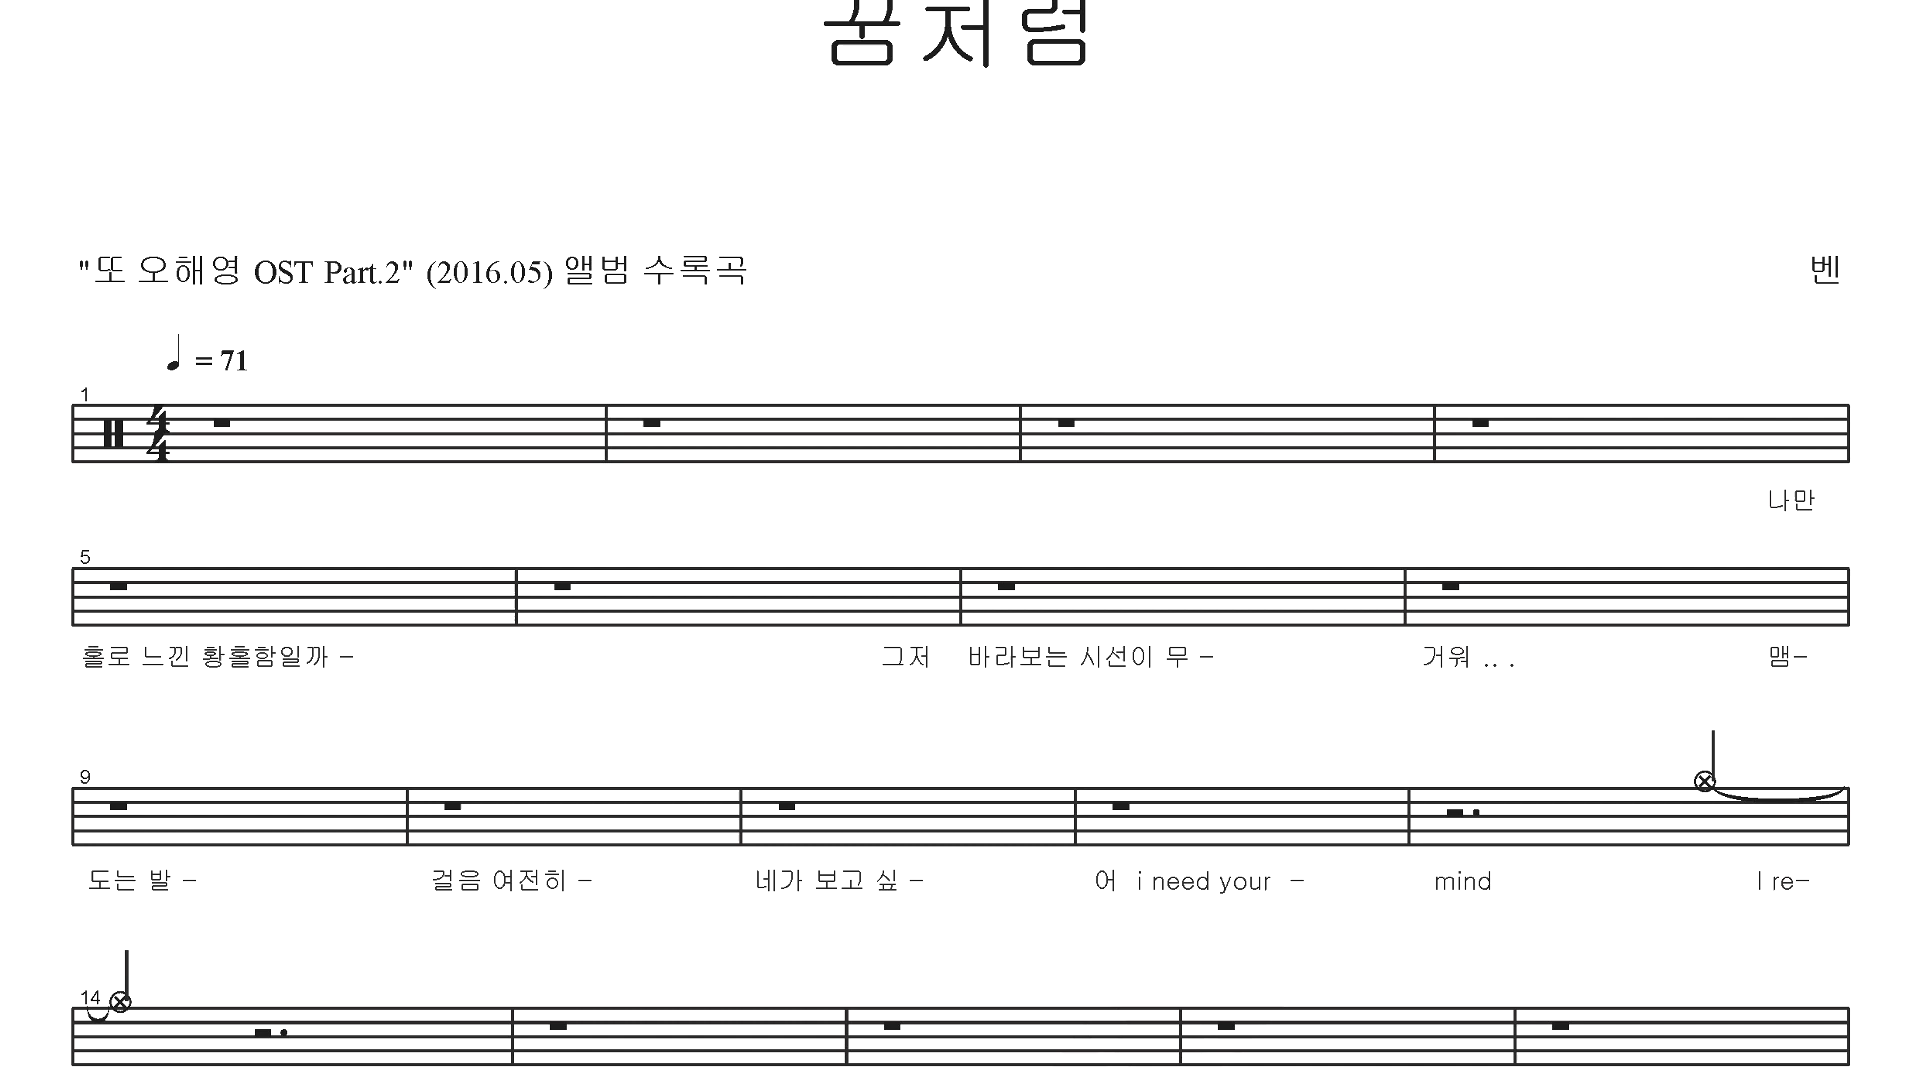 꿈처럼
"또 오해영 OST Part.2" (2016.05) 앨범 수록곡
벤
= 71
1
4
4
나만
5
홀로 느낀 황홀함일까 – 그저 바라보는 시선이 무 – 거워 .. . 맴–
9
도는 발 – 걸음 여전히 – 네가 보고 싶 – 어 i need your – mind I re–
14